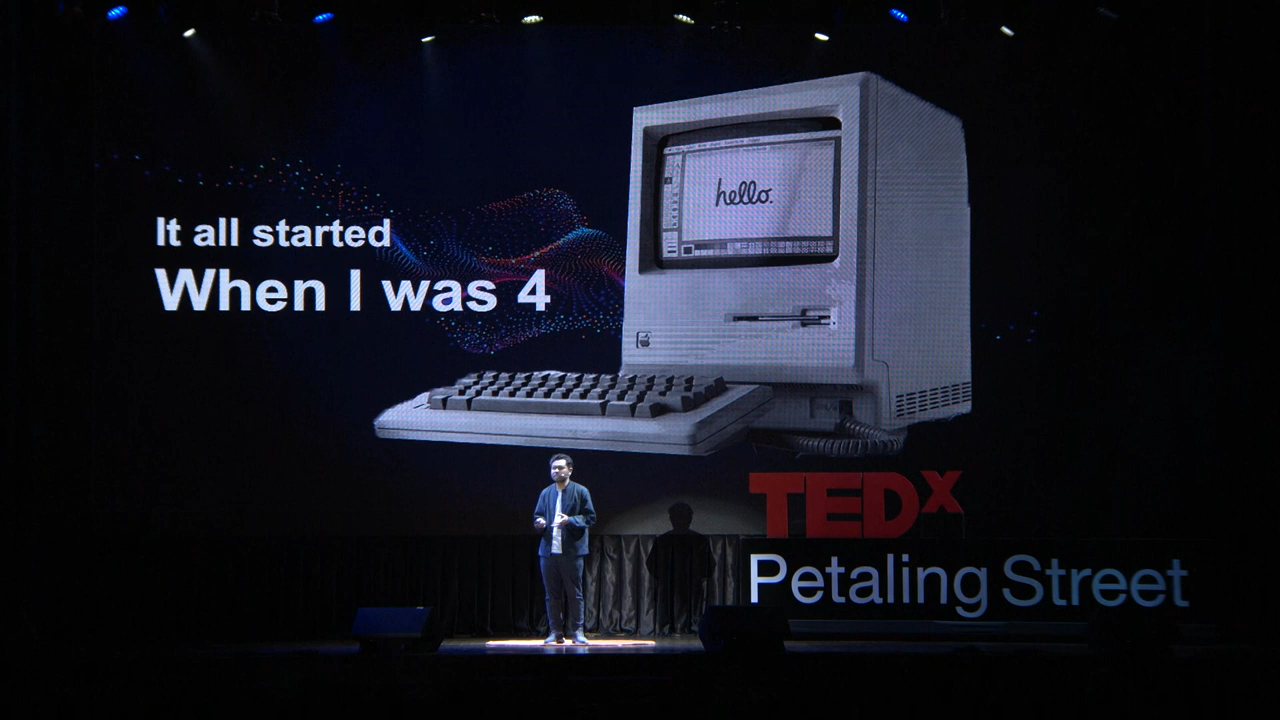 It all started
When I was 4
hello.
TEDx
Petaling Street